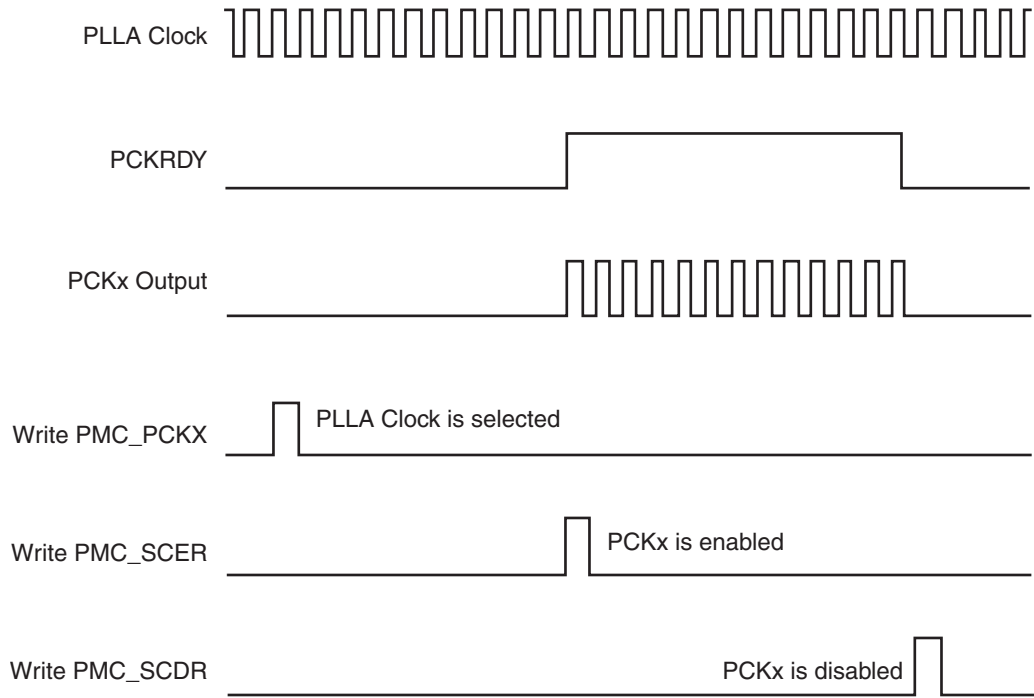 PLLA Clock
PCKRDY
PCKx Output
Write PMC_PCKX
PLLA Clock is selected
Write PMC_SCER
PCKx is enabled
Write PMC_SCDR
PCKx is disabled